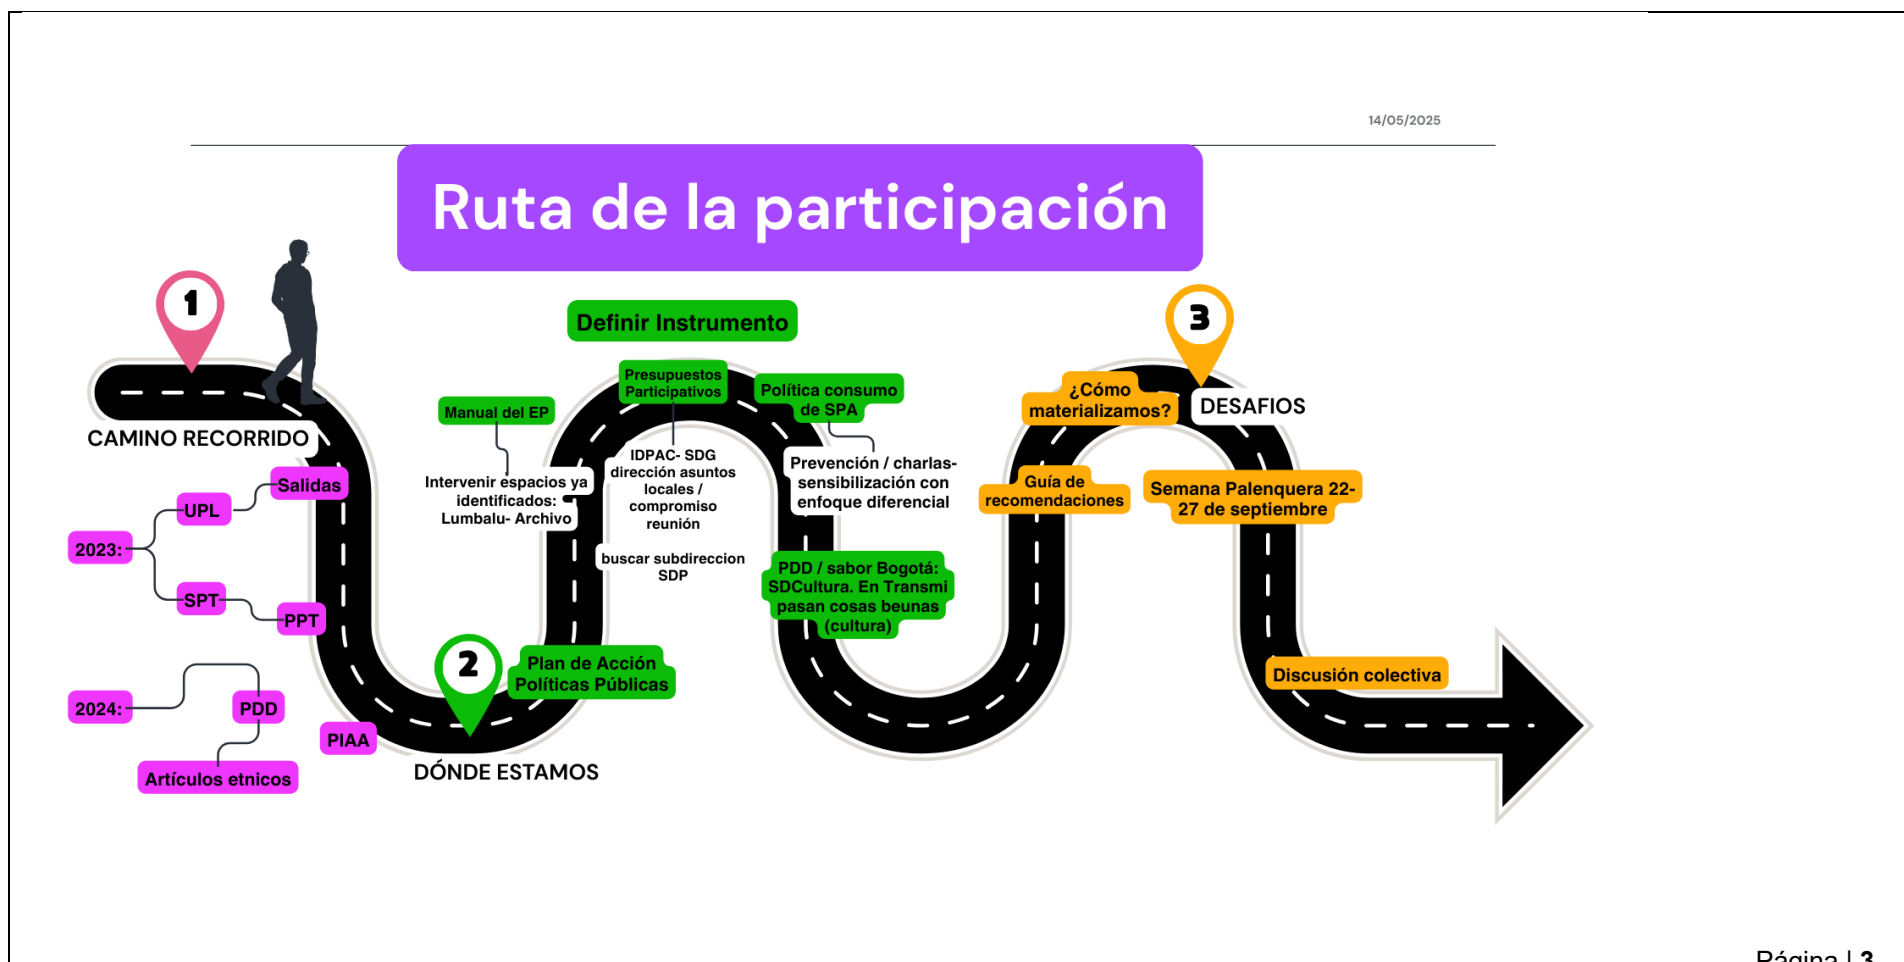 14/05/2025
Ruta de la participación
1
CAMINO RECORRIDO
2023:
UPL
Salidas
SPT
PPT
2024:
PDD
Artículos etnicos
PIAA
2
DÓNDE ESTAMOS
Plan de Acción
Políticas Públicas
Definir Instrumento
Manual del EP
Intervenir espacios ya
identificados:
Lumbalu- Archivo
Presupuestos
Participativos
IDPAC- SDG
dirección asuntos
locales /
compromiso
reunión
buscar subdireccion
SDP
Política consumo
de SPA
Prevención / charlas-
sensibilización con
enfoque diferencial
PDD / sabor Bogotá:
SDCultura. En Transmi
pasan cosas beunas
(cultura)
3
DESAFIOS
¿Cómo
materializamos?
Guía de
recomendaciones
Semana Palenquera 22-
27 de septiembre
Discusión colectiva
Página | 3